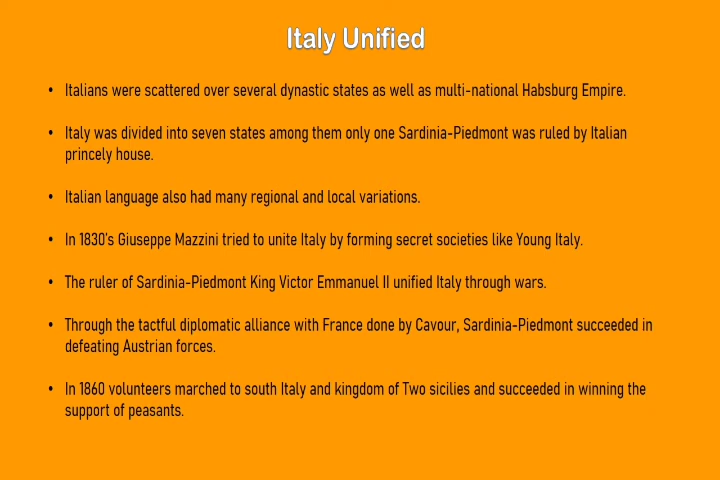 Italy Unified
• Italians were scattered over several dynastic states as well as multi-national Habsburg Empire.
• Italy was divided into seven states among them only one Sardinia-Piedmont was ruled by Italian
princely house.
• Italian language also had many regional and local variations.
• In 1830's Giuseppe Mazzini tried to unite Italy by forming secret societies like Young Italy.
• The ruler of Sardinia-Piedmont King Victor Emmanuel II unified Italy through wars.
• Through the tactful diplomatic alliance with France done by Cavour, Sardinia-Piedmont succeeded in
defeating Austrian forces.
• In 1860 volunteers marched to south Italy and kingdom of Two sicilies and succeeded in winning the
support of peasants.